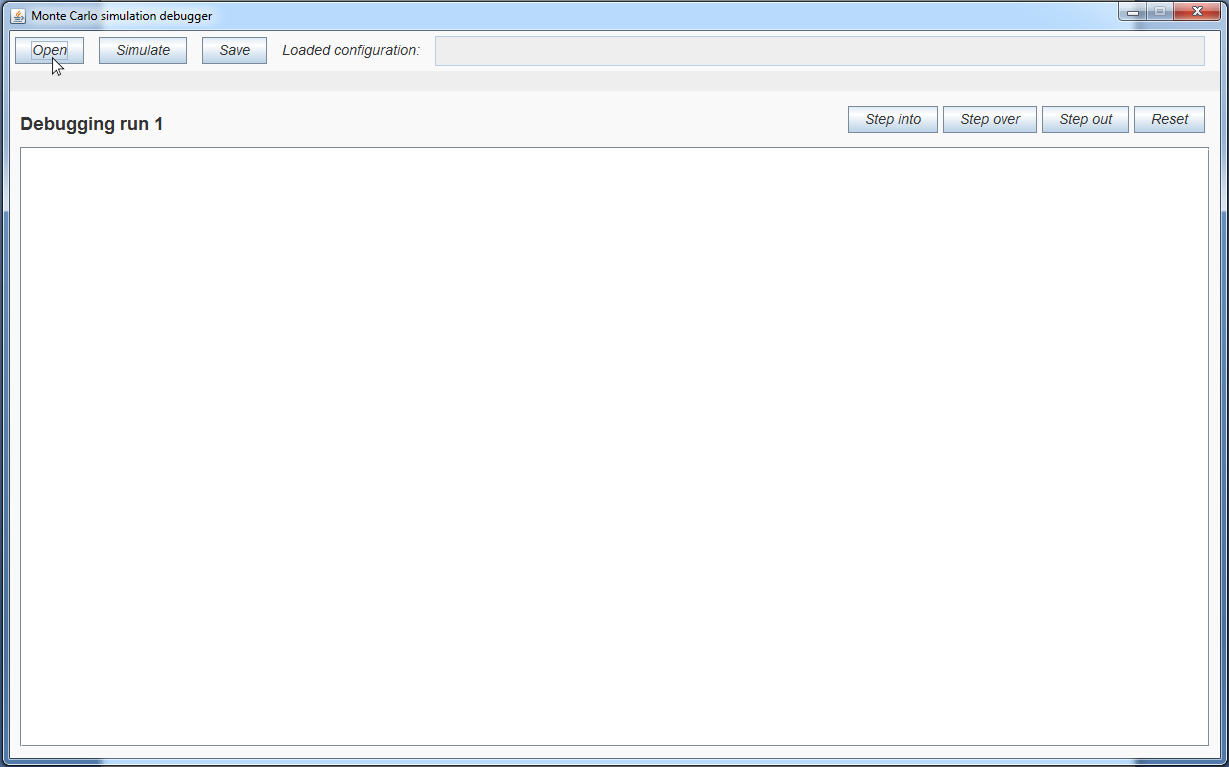 Monte Carlo simulation debugger
Open Simulate Save Loaded configuration:
Debugging run 1 Step into Step over Step out Reset